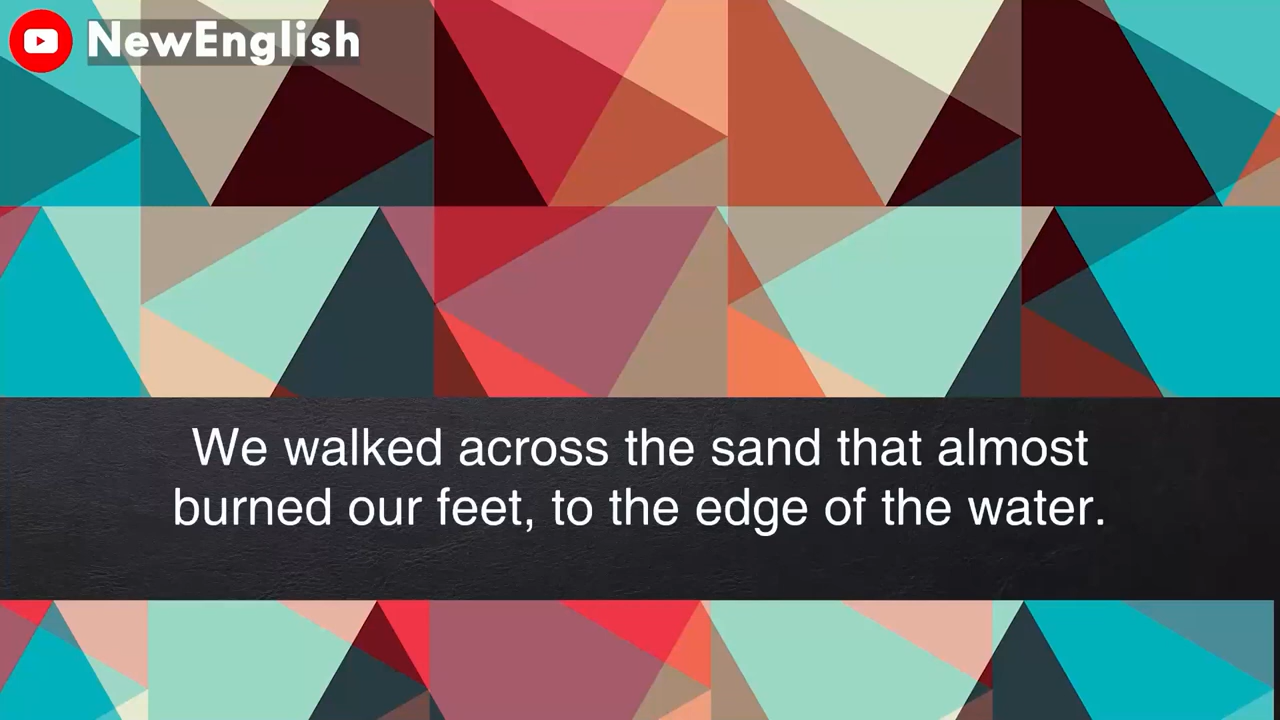 NewEnglish
We walked across the sand that almost
burned our feet, to the edge of the water.